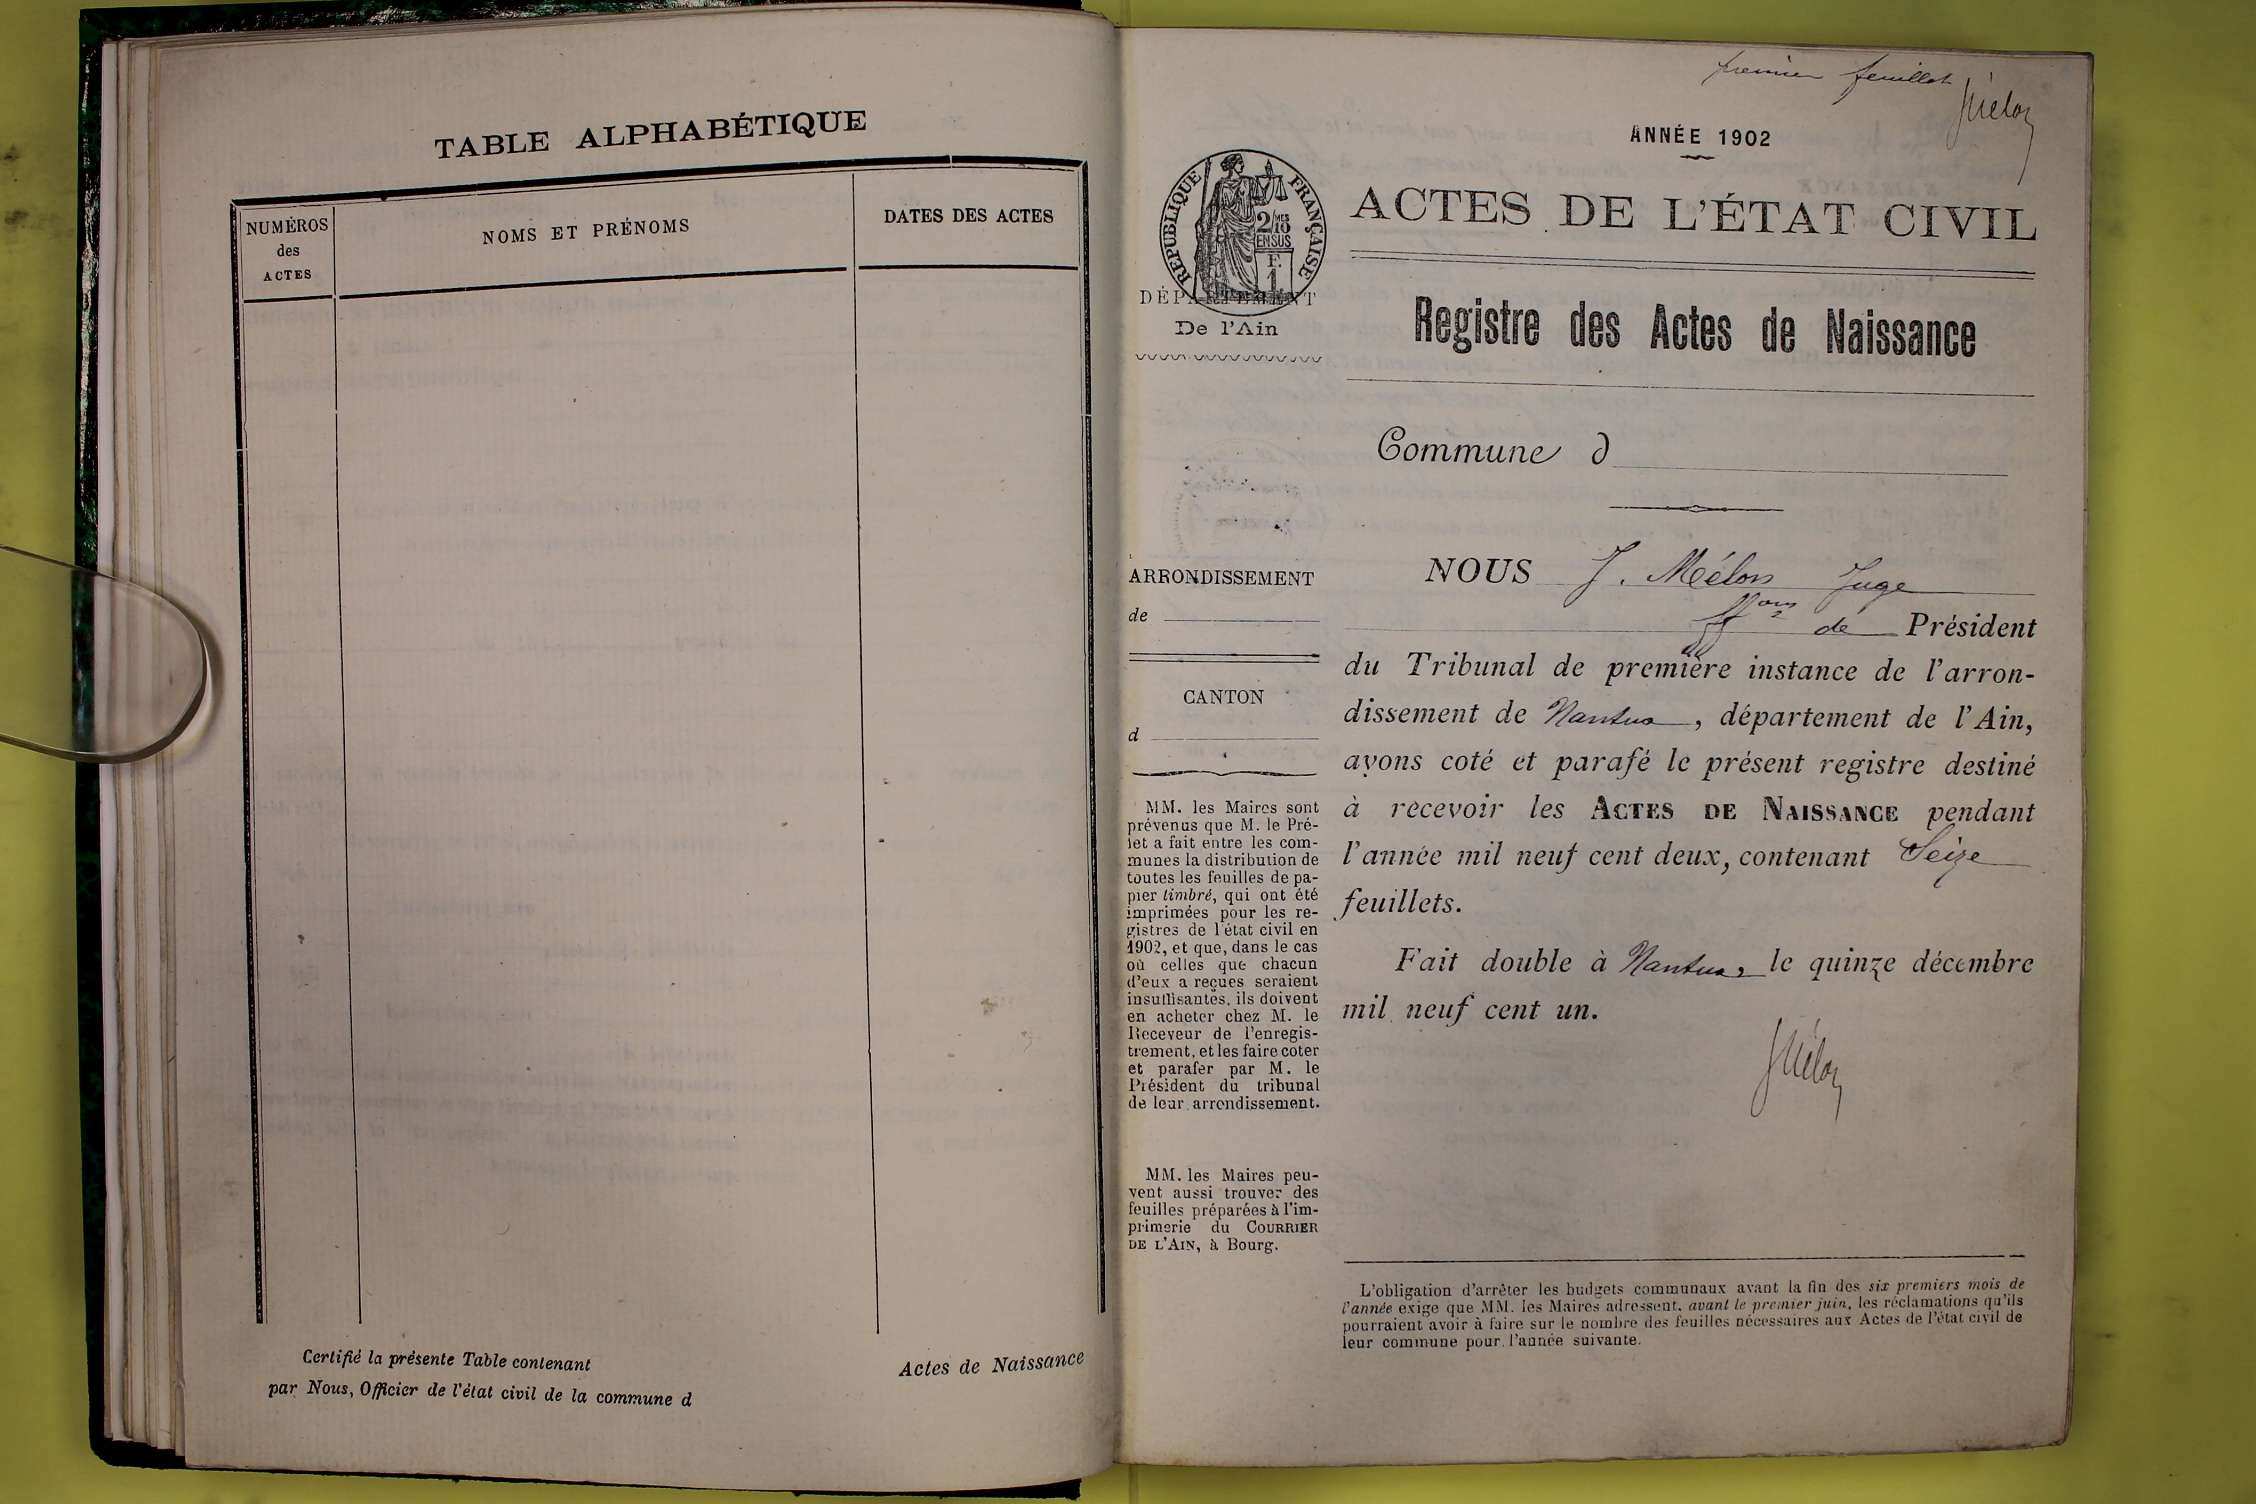 TABLE ALPHABÉTIQUE
NUMÉROS
des
ACTES
NOMS ET PRÉNOMS
DATES DES ACTES
Certifié la présente Table contenant
Actes de Naissance
par Nous, Officier de l'état civil de la commune d
premier feuillet
JMélon
ANNÉE 1902
RÉPUBLIQUE FRANÇAISE
2/10 MES
EN SUS
F.
1
ACTES DE L'ÉTAT CIVIL
DÉPARTEMENT
De l'Ain
Registre des Actes de Naissance
Commune d
ARRONDISSEMENT
de
CANTON
d
MM. les Maires sont
prévenus que M. le Pré-
fet a fait entre les com-
munes la distribution de
toutes les feuilles de pa-
pier timbré, qui ont été
imprimées pour les re-
gistres de l'état civil en
1902, et que, dans le cas
où celles que chacun
d'eux a reçues seraient
insuffisantes, ils doivent
en acheter chez M. le
Receveur de l'enregis-
trement, et les faire coter
et parafer par M. le
Président du tribunal
de leur arrondissement.
MM. les Maires peu-
vent aussi trouver des
feuilles préparées à l'im-
primerie du COURRIER
DE L'AIN, à Bourg.
NOUS J. Mélon Juge
ffons de Président
du Tribunal de première instance de l'arron-
dissement de Nantua, département de l'Ain,
avons coté et parafé le présent registre destiné
à recevoir les ACTES DE NAISSANCE pendant
l'année mil neuf cent deux, contenant Seize
feuillets.
Fait double à Nantua, le quinze décembre
mil neuf cent un.
JMélon
L'obligation d'arrêter les budgets communaux avant la fin des six premiers mois de
l'année exige que MM. les Maires adressent, avant le premier juin, les réclamations qu'ils
pourraient avoir à faire sur le nombre des feuilles nécessaires aux Actes de l'état civil de
leur commune pour l'année suivante.